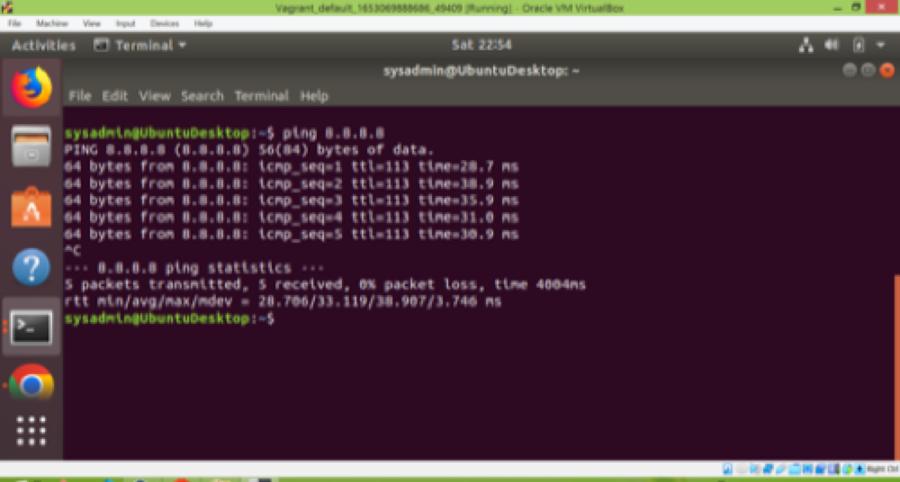 Vagrant_default_1653069888686_49409 [Running] - Oracle VM VirtualBox
File Machine View Input Devices Help
Activities Terminal Sat 22:54
sysadmin@UbuntuDesktop: ~
File Edit View Search Terminal Help
sysadmin@UbuntuDesktop:~$ ping 8.8.8.8
PING 8.8.8.8 (8.8.8.8) 56(84) bytes of data.
64 bytes from 8.8.8.8: icmp_seq=1 ttl=113 time=28.7 ms
64 bytes from 8.8.8.8: icmp_seq=2 ttl=113 time=38.9 ms
64 bytes from 8.8.8.8: icmp_seq=3 ttl=113 time=35.9 ms
64 bytes from 8.8.8.8: icmp_seq=4 ttl=113 time=31.0 ms
64 bytes from 8.8.8.8: icmp_seq=5 ttl=113 time=30.9 ms
^C
--- 8.8.8.8 ping statistics ---
5 packets transmitted, 5 received, 0% packet loss, time 4004ms
rtt min/avg/max/mdev = 28.706/33.119/38.907/3.746 ms
sysadmin@UbuntuDesktop:~$
Right Ctrl